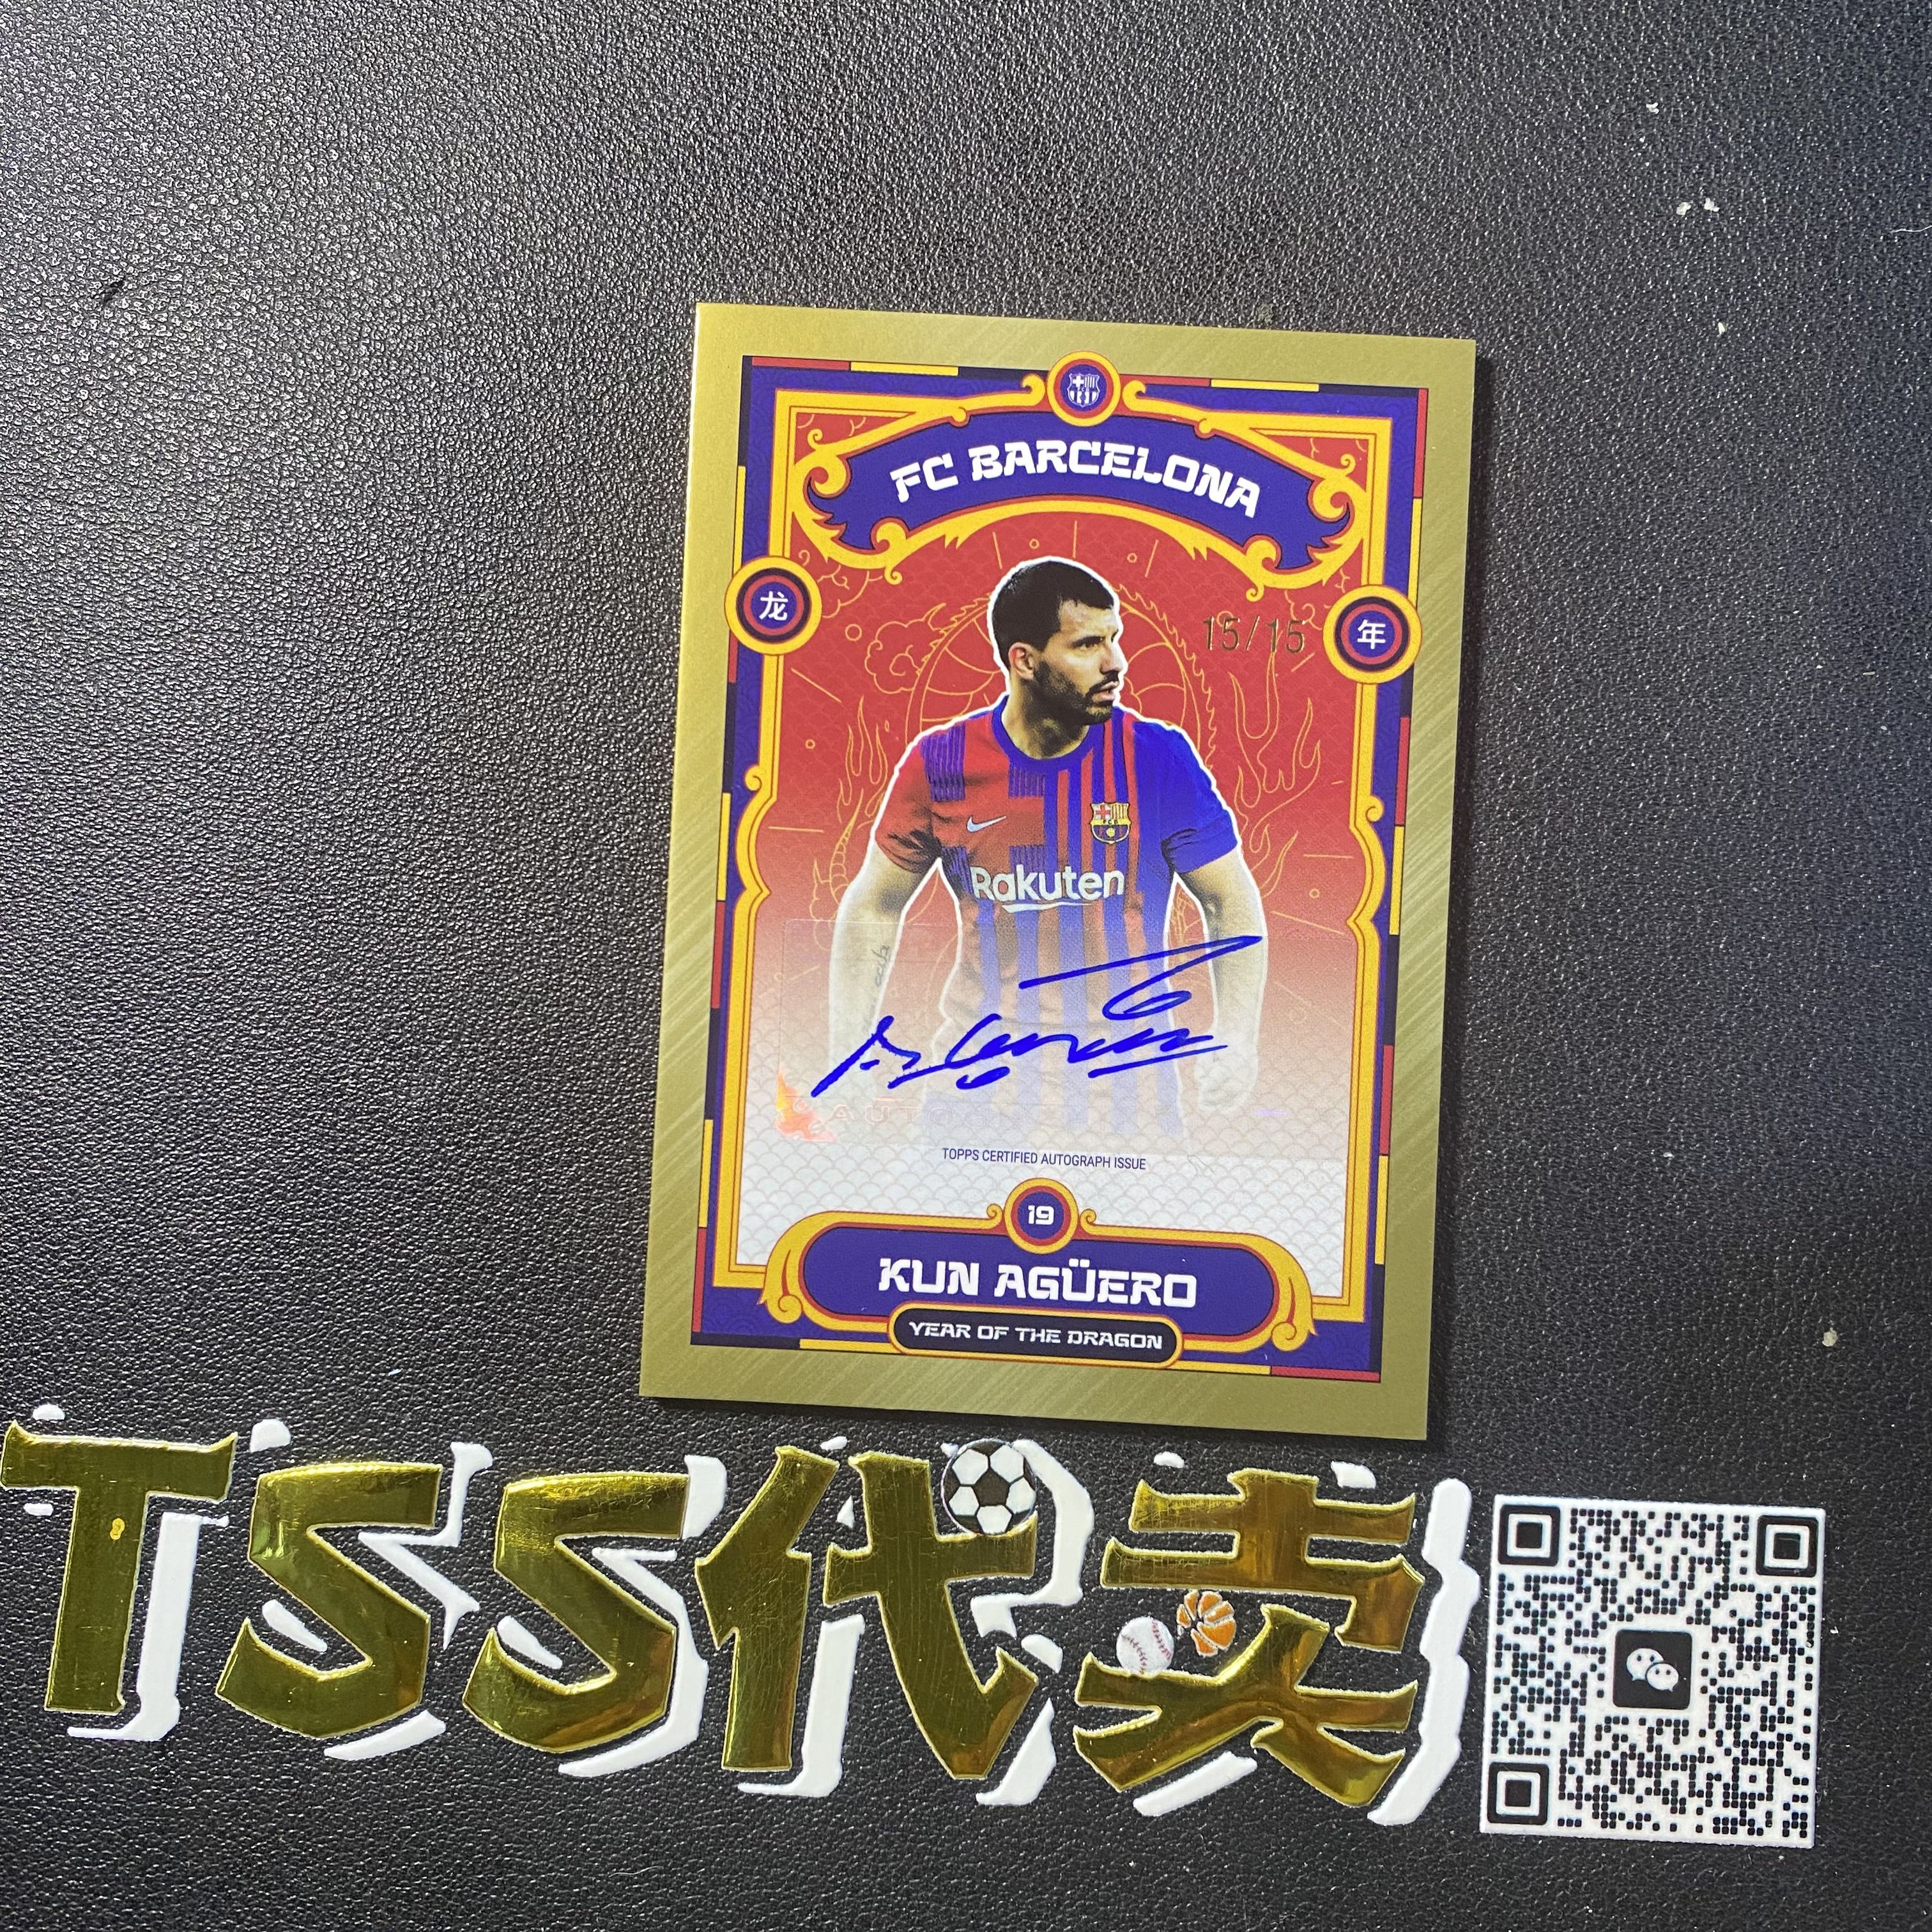 FC BARCELONA
龙
年
15/15
Rakuten
AUTO
TOPPS CERTIFIED AUTOGRAPH ISSUE
19
KUN AGÜERO
YEAR OF THE DRAGON
TSS代卖